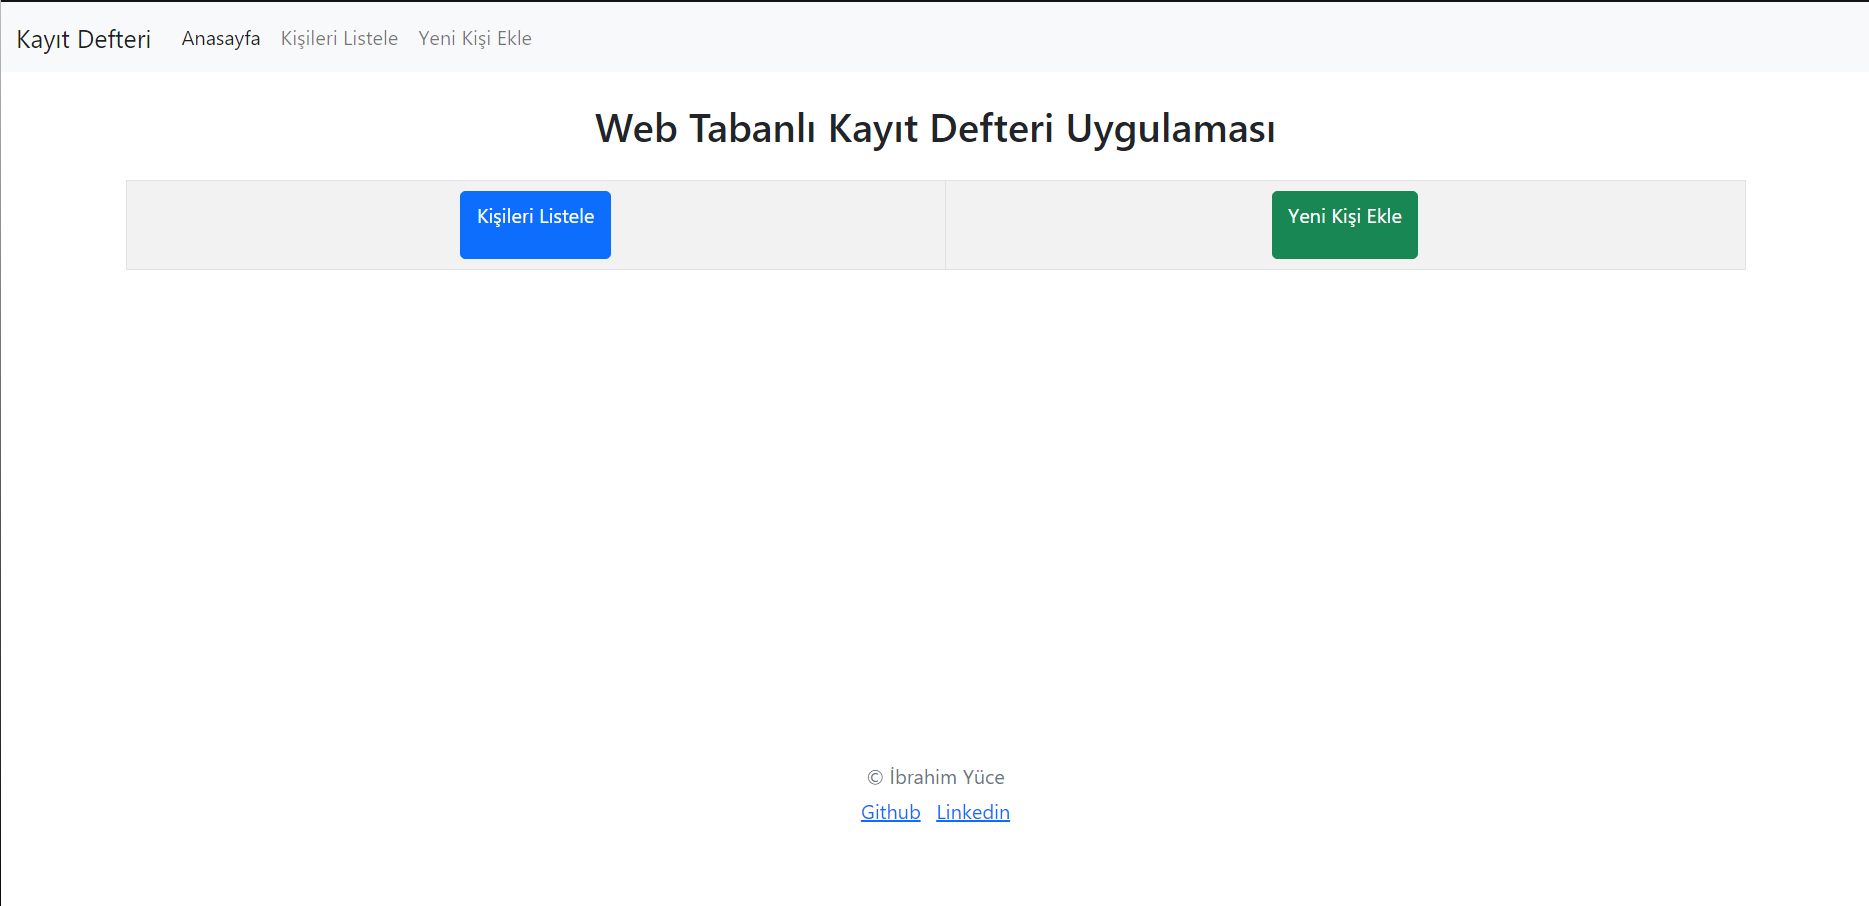 Kayıt Defteri Anasayfa Kişileri Listele Yeni Kişi Ekle
Web Tabanlı Kayıt Defteri Uygulaması
Kişileri Listele Yeni Kişi Ekle
© İbrahim Yüce
Github Linkedin